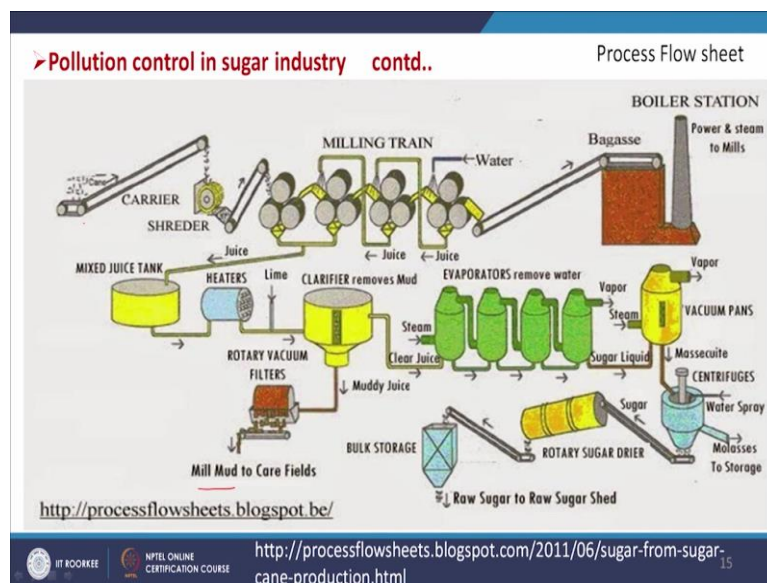 ➢Pollution control in sugar industry contd..
Process Flow sheet
BOILER STATION
Power & steam
to Mills
MILLING TRAIN
Bagasse
Water
Cane
CARRIER
SHREDER
Juice
Juice
Juice
MIXED JUICE TANK
HEATERS
Lime
CLARIFIER removes Mud
EVAPORATORS remove water
Vapor
Vapor
Steam
Steam
VACUUM PANS
Clear Juice
Sugar Liquid
Massecuite
ROTARY VACUUM
FILTERS
Muddy Juice
CENTRIFUGES
Water Spray
Sugar
BULK STORAGE
ROTARY SUGAR DRIER
Molasses
To Storage
Mill Mud to Care Fields
Raw Sugar to Raw Sugar Shed
http://processflowsheets.blogspot.be/
IIT ROORKEE
NPTEL ONLINE
CERTIFICATION COURSE
http://processflowsheets.blogspot.com/2011/06/sugar-from-sugar-
cane-production.html
15